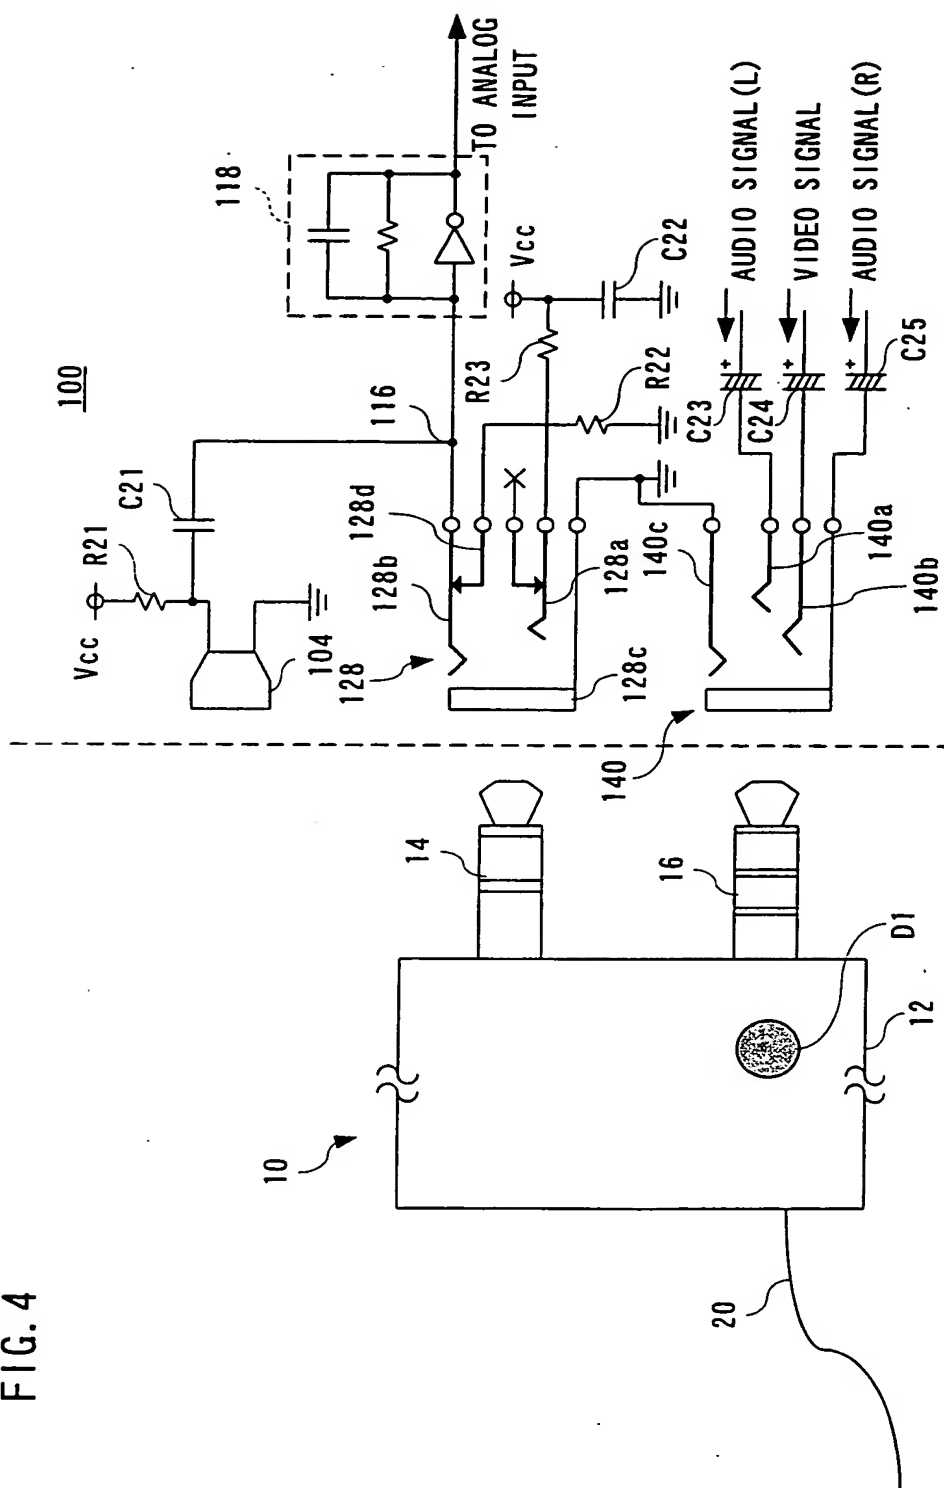 FIG. 4
100
118
TO ANALOG
INPUT
116
C21
R21
Vcc
104
128
128b
128d
128a
128c
R23
R22
Vcc
C22
140
140c
140a
140b
C23
C24
C25
+
+
+
AUDIO SIGNAL(L)
VIDEO SIGNAL
AUDIO SIGNAL(R)
10
14
16
D1
12
20